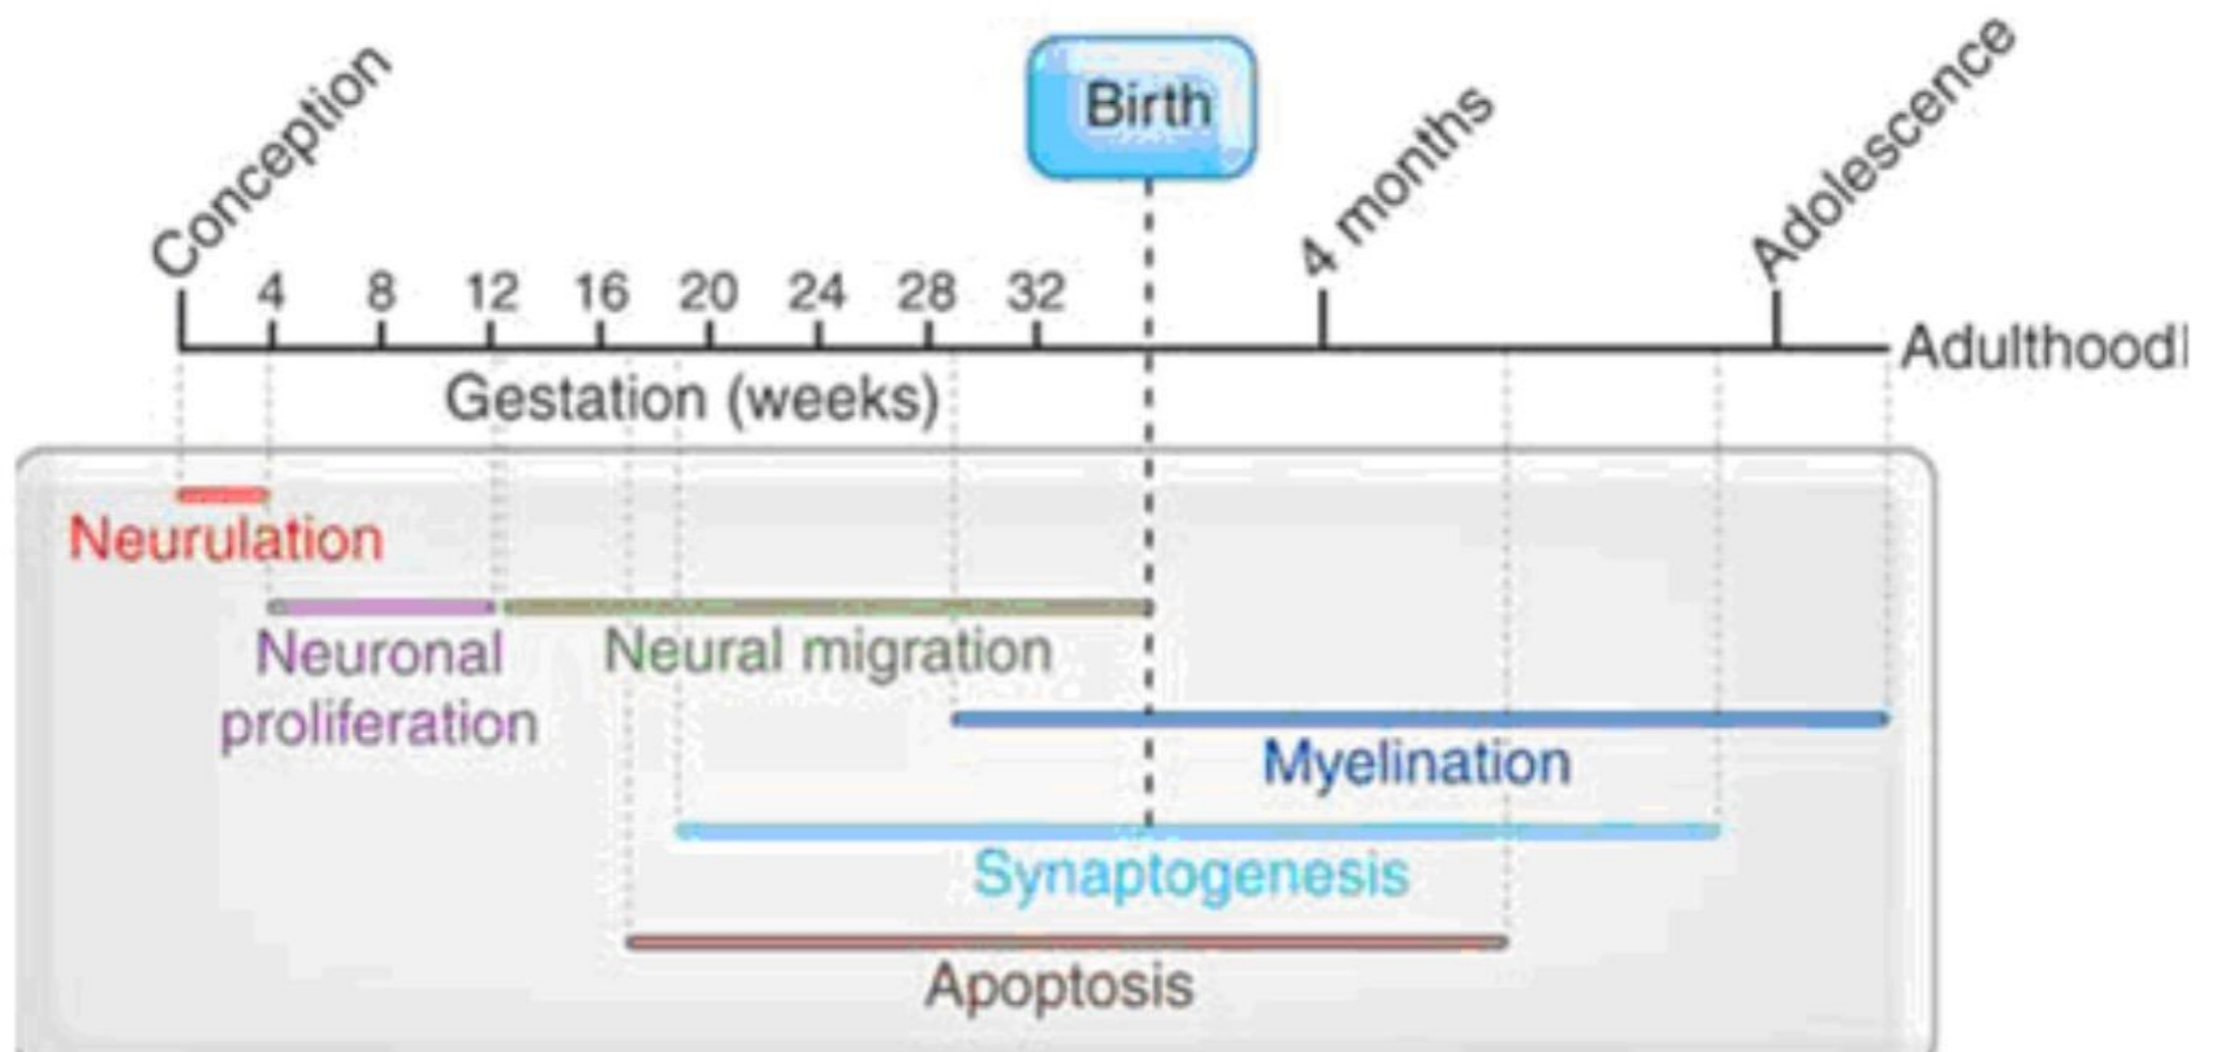 Conception
Birth
4 months
Adolescence
4 8 12 16 20 24 28 32
Adulthood
Gestation (weeks)
Neurulation
Neuronal
proliferation
Neural migration
Myelination
Synaptogenesis
Apoptosis